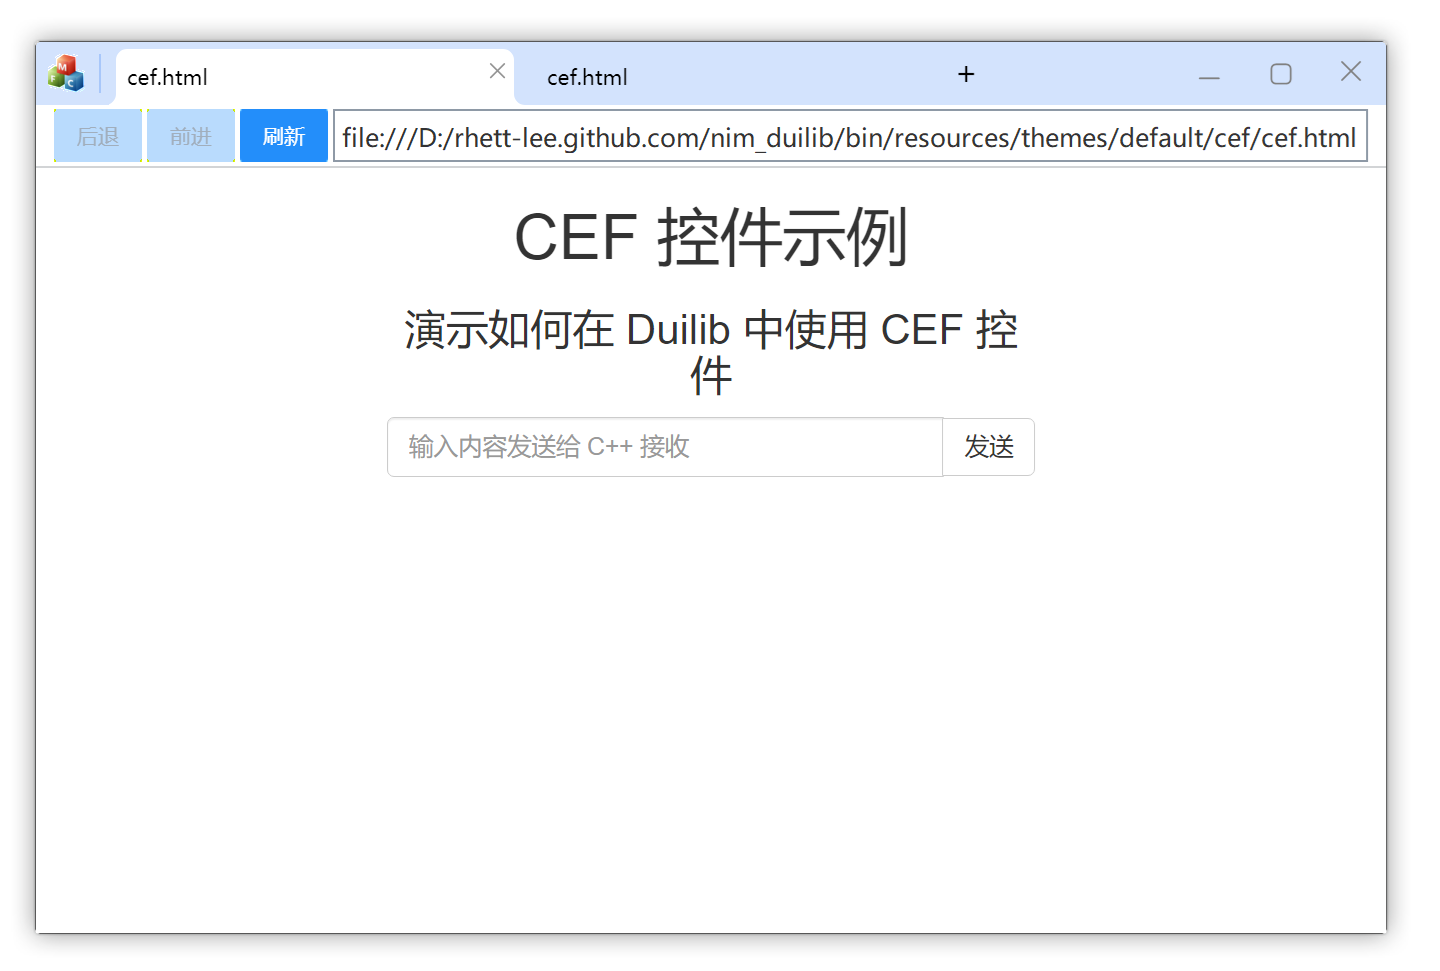 cef.html
cef.html
+
后退 前进 刷新 file:///D:/rhett-lee.github.com/nim_duilib/bin/resources/themes/default/cef/cef.html
CEF 控件示例
演示如何在 Duilib 中使用 CEF 控
件
输入内容发送给 C++ 接收 发送